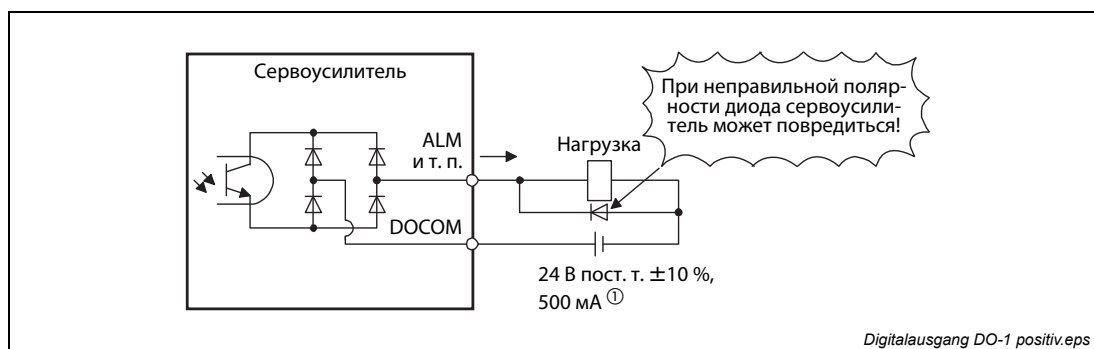 Сервоусилитель
При неправильной поляр-
ности диода сервоусили-
тель может повредиться!
ALM
и т. п.
Нагрузка
DOCOM
24 В пост. т. ±10 %,
500 мА ①
Digitalausgang DO-1 positiv.eps